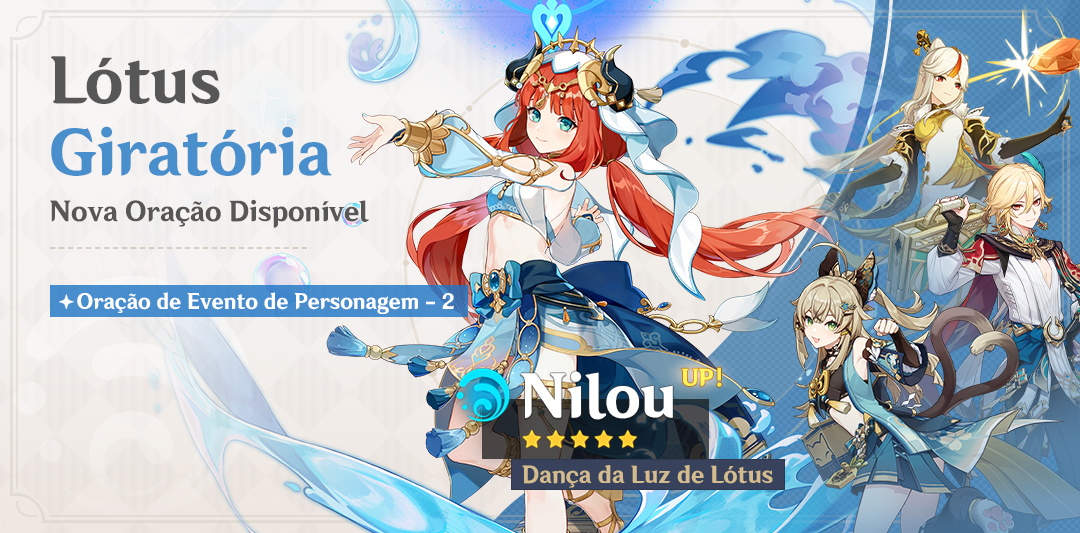 Lótus
Giratória
Nova Oração Disponível
Oração de Evento de Personagem - 2
Nilou UP!
Dança da Luz de Lótus